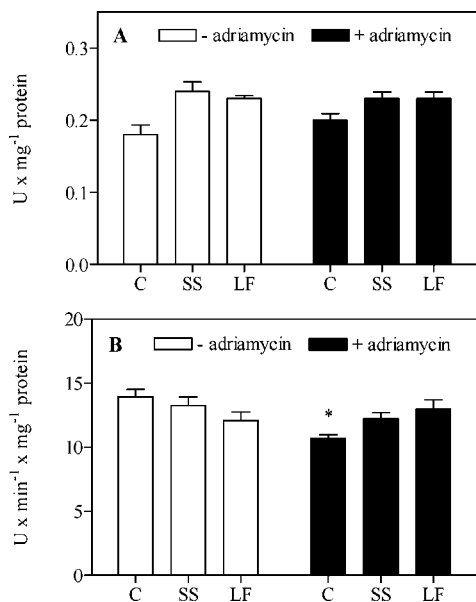 A - adriamycin + adriamycin
U x mg⁻¹ protein
0.3
0.2
0.1
0.0
C SS LF C SS LF
B - adriamycin + adriamycin
U x min⁻¹ x mg⁻¹ protein
20
15
10
5
0
*
C SS LF C SS LF